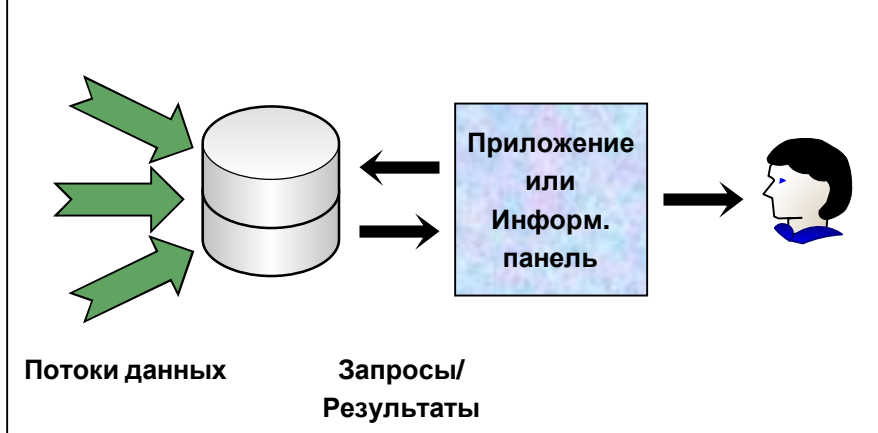 Приложение
или
Информ.
панель
Потоки данных
Запросы/
Результаты